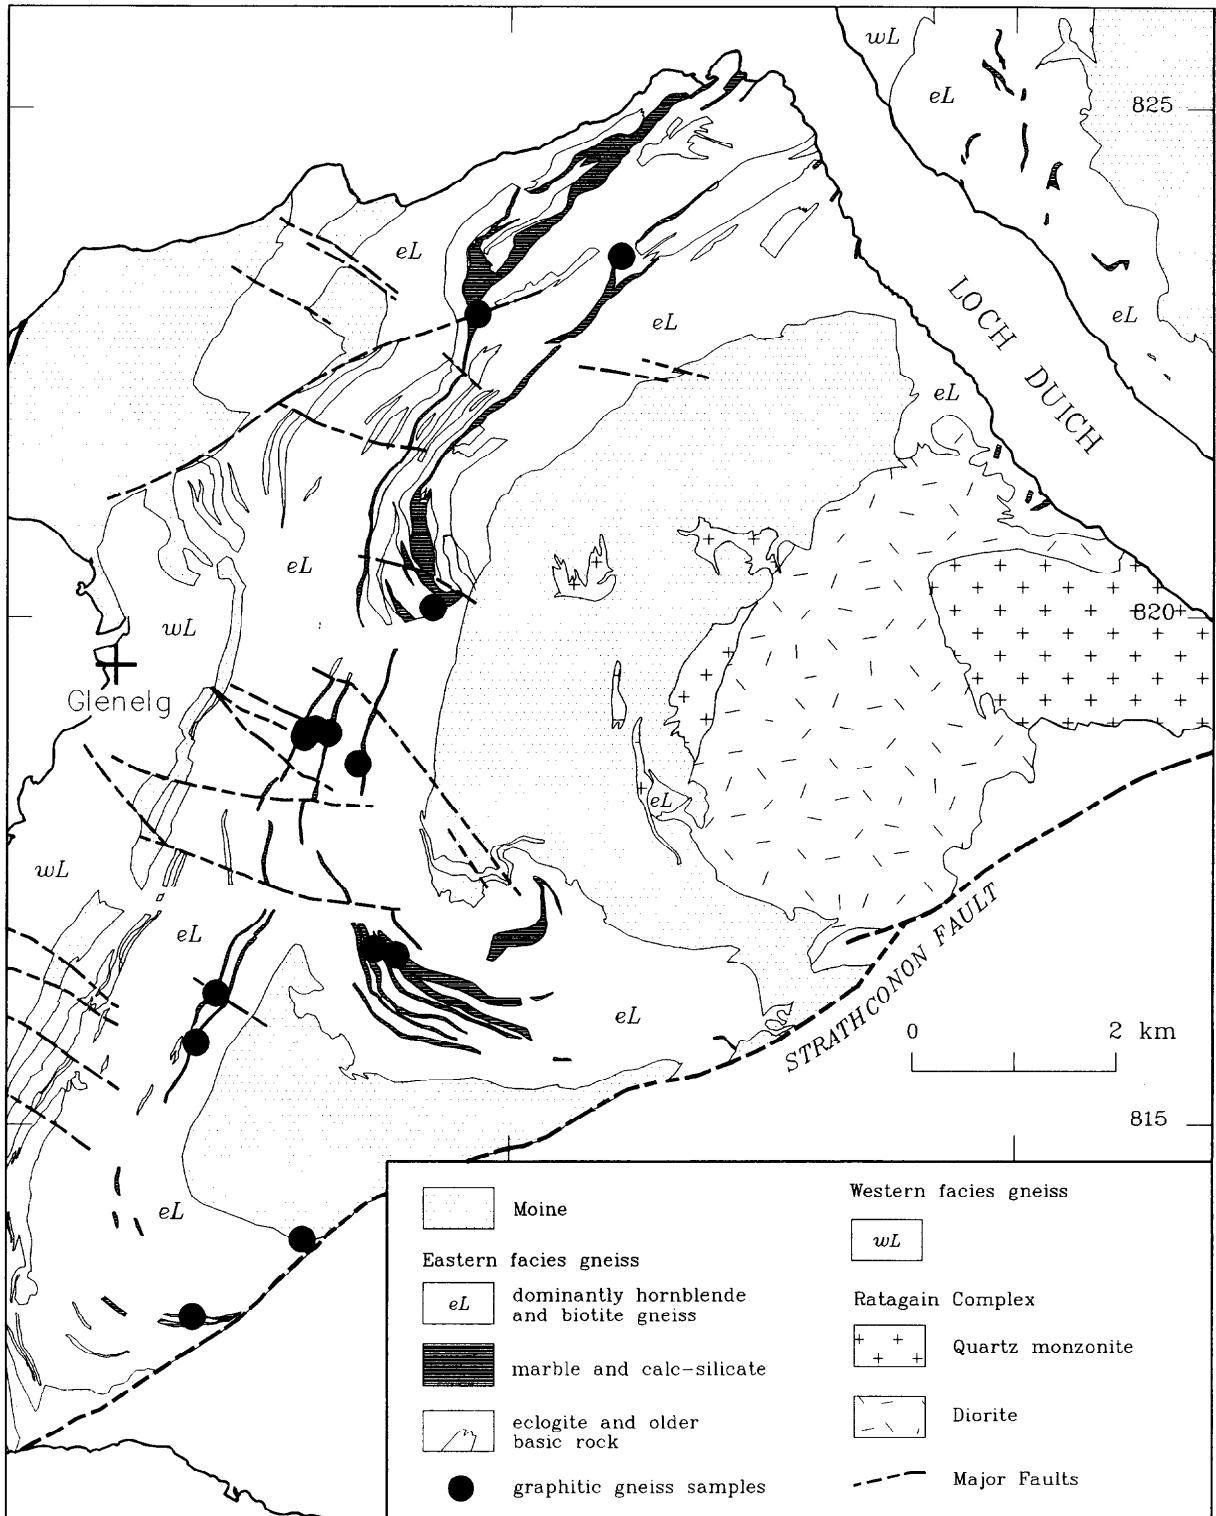 wL
eL
825
eL
LOCH DUICH
eL
eL
eL
eL
wL
820
Glenelg
eL
wL
eL
STRATHCONON FAULT
eL
0 2 km
815
eL
Moine
Eastern facies gneiss
eL
dominantly hornblende
and biotite gneiss
marble and calc-silicate
eclogite and older
basic rock
graphitic gneiss samples
Western facies gneiss
wL
Ratagain Complex
Quartz monzonite
Diorite
Major Faults